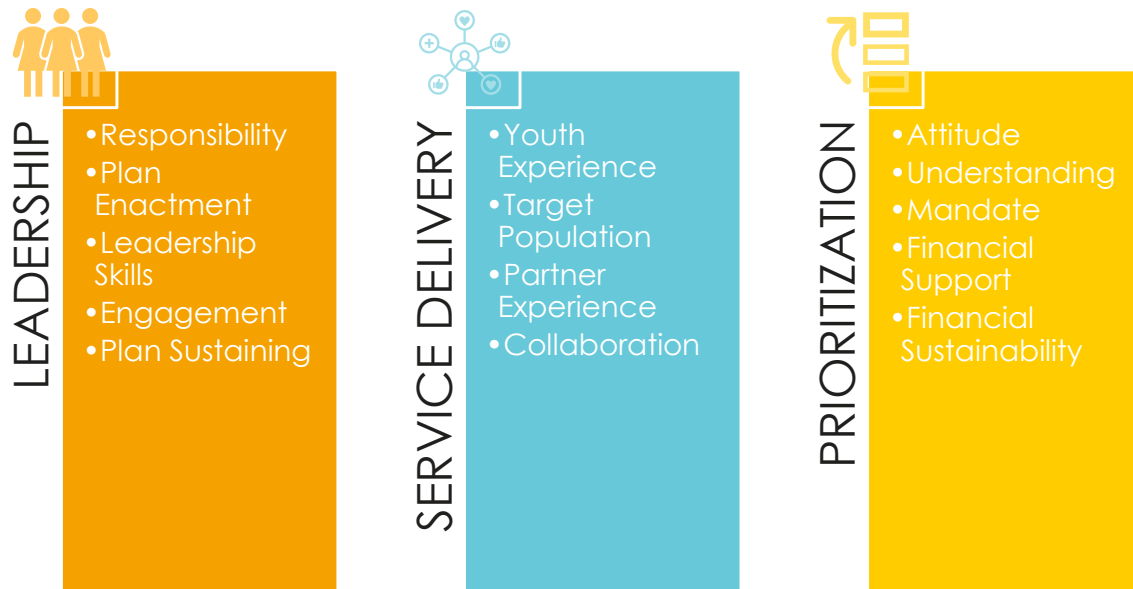 LEADERSHIP
•Responsibility
•Plan
Enactment
•Leadership
Skills
•Engagement
•Plan Sustaining
SERVICE DELIVERY
•Youth
Experience
•Target
Population
•Partner
Experience
•Collaboration
PRIORITIZATION
•Attitude
•Understanding
•Mandate
•Financial
Support
•Financial
Sustainability